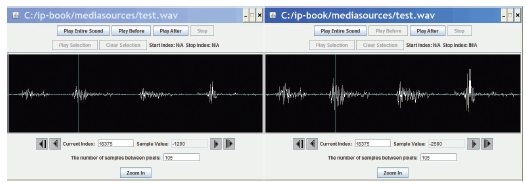 C:/ip-book/mediasources/test.wav
Play Entire Sound Play Before Play After Stop
Play Selection Clear Selection Start Index: N/A Stop Index: N/A
Current Index: 18375 Sample Value: -1290
The number of samples between pixels: 105
Zoom In
C:/ip-book/mediasources/test.wav
Play Entire Sound Play Before Play After Stop
Play Selection Clear Selection Start Index: N/A Stop Index: N/A
Current Index: 18375 Sample Value: -2580
The number of samples between pixels: 105
Zoom In